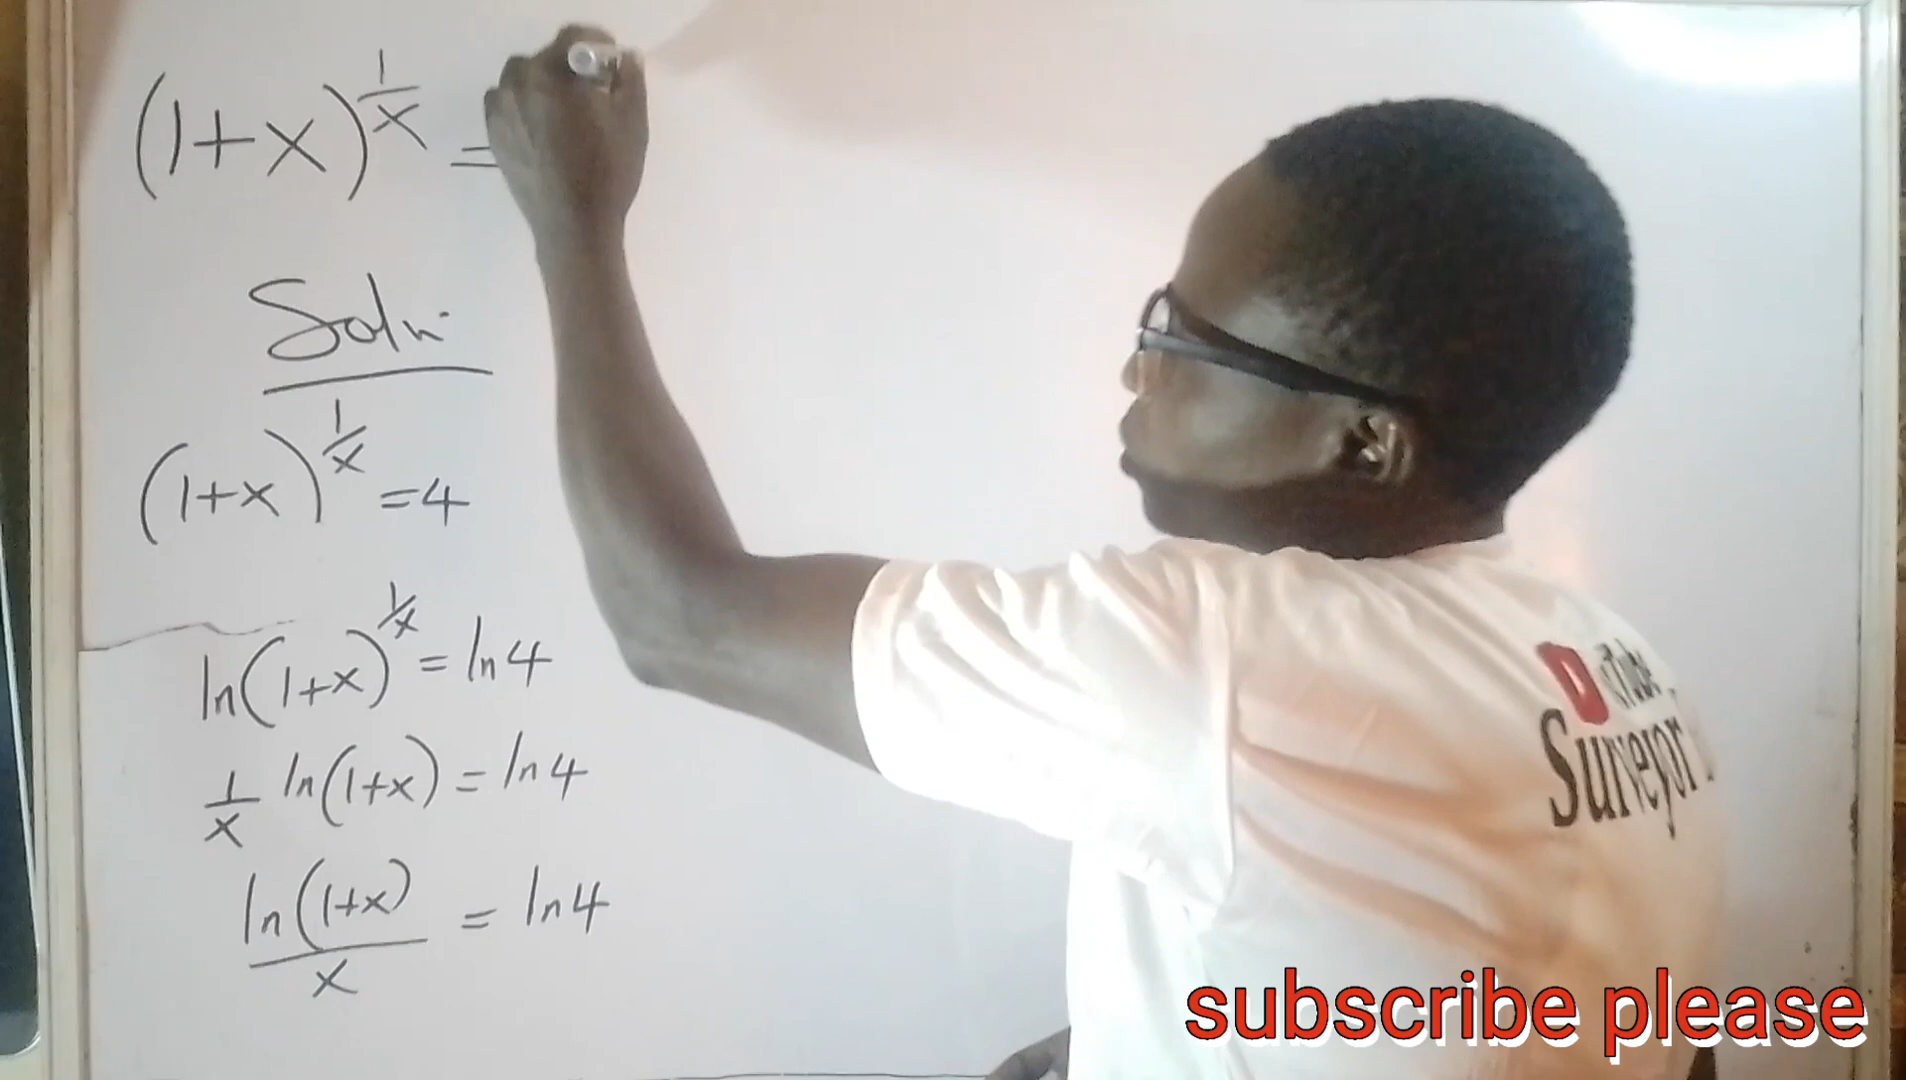 (1+x)^{1/x} =
Soln
(1+x)^{1/x} = 4
ln(1+x)^{1/x} = ln4
1/x ln(1+x) = ln4
ln(1+x)/x = ln4
Surveyor
subscribe please